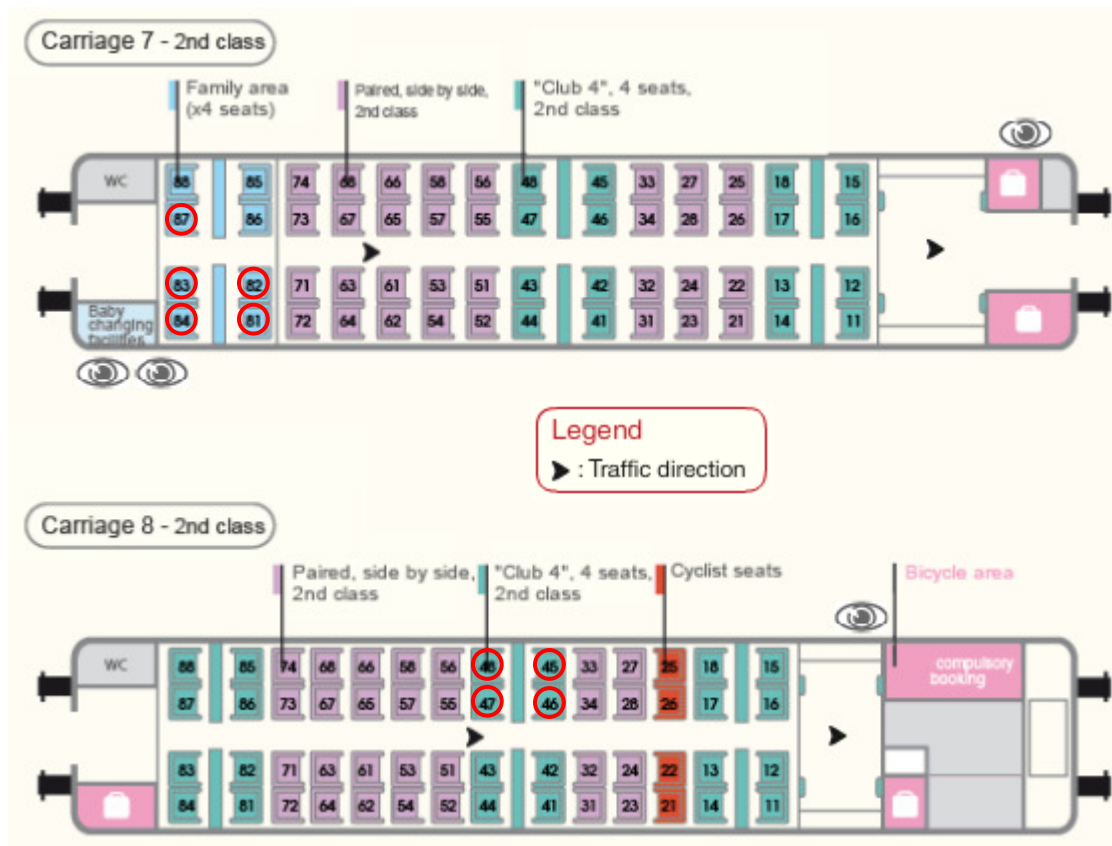 Carriage 7 - 2nd class
Family area
(x4 seats)
Paired, side by side,
2nd class
"Club 4", 4 seats,
2nd class
WC
88 85 74 68 66 58 56 48 45 33 27 25 18 15
87 86 73 67 65 57 55 47 46 34 28 26 17 16
83 82 71 63 61 53 51 43 42 32 24 22 13 12
84 81 72 64 62 54 52 44 41 31 23 21 14 11
Baby
changing
facilities
Legend
: Traffic direction
Carriage 8 - 2nd class
Paired, side by side,
2nd class
"Club 4", 4 seats,
2nd class
Cyclist seats
Bicycle area
WC
compulsory
booking
88 85 74 68 66 58 56 48 45 33 27 25 18 15
87 86 73 67 65 57 55 47 46 34 28 26 17 16
83 82 71 63 61 53 51 43 42 32 24 22 13 12
84 81 72 64 62 54 52 44 41 31 23 21 14 11